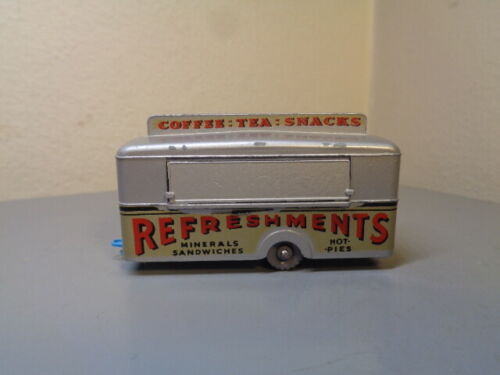 COFFEE:TEA:SNACKS
REFRESHMENTS
MINERALS
SANDWICHES
HOT-
-PIES